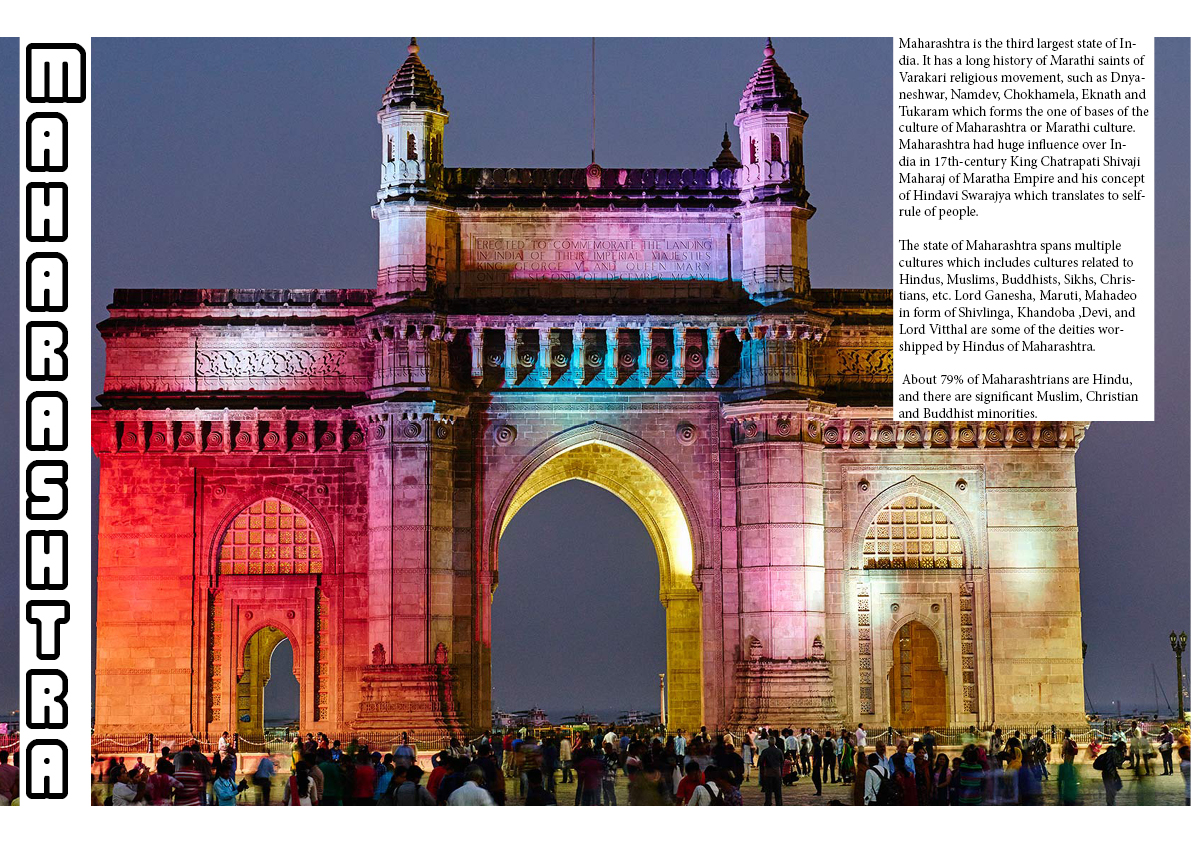 MAHARASHTRA
Maharashtra is the third largest state of In-
dia. It has a long history of Marathi saints of
Varakari religious movement, such as Dnya-
neshwar, Namdev, Chokhamela, Eknath and
Tukaram which forms the one of bases of the
culture of Maharashtra or Marathi culture.
Maharashtra had huge influence over In-
dia in 17th-century King Chatrapati Shivaji
Maharaj of Maratha Empire and his concept
of Hindavi Swarajya which translates to self-
rule of people.
The state of Maharashtra spans multiple
cultures which includes cultures related to
Hindus, Muslims, Buddhists, Sikhs, Chris-
tians, etc. Lord Ganesha, Maruti, Mahadeo
in form of Shivlinga, Khandoba ,Devi, and
Lord Vitthal are some of the deities wor-
shipped by Hindus of Maharashtra.
About 79% of Maharashtrians are Hindu,
and there are significant Muslim, Christian
and Buddhist minorities.
ERECTED TO COMMEMORATE THE LANDING
IN INDIA OF THEIR IMPERIAL MAJESTIES
KING GEORGE V AND QUEEN MARY
SECOND OF DECEMBER MCMXI